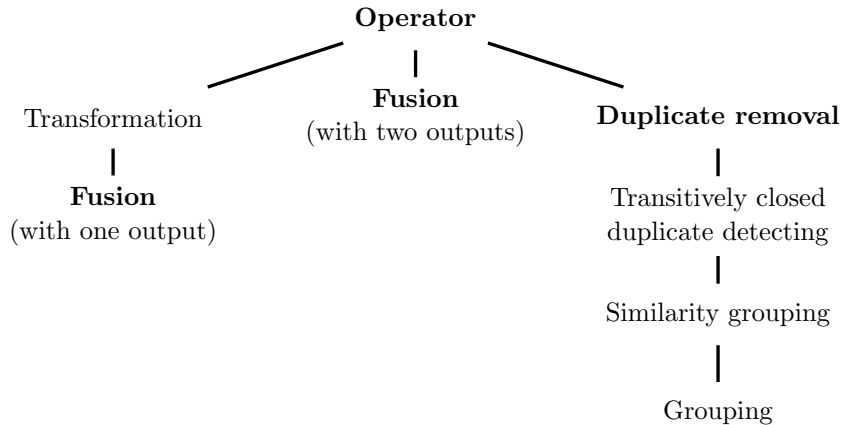 Operator
Transformation
Fusion
(with one output)
Fusion
(with two outputs)
Duplicate removal
Transitively closed
duplicate detecting
Similarity grouping
Grouping